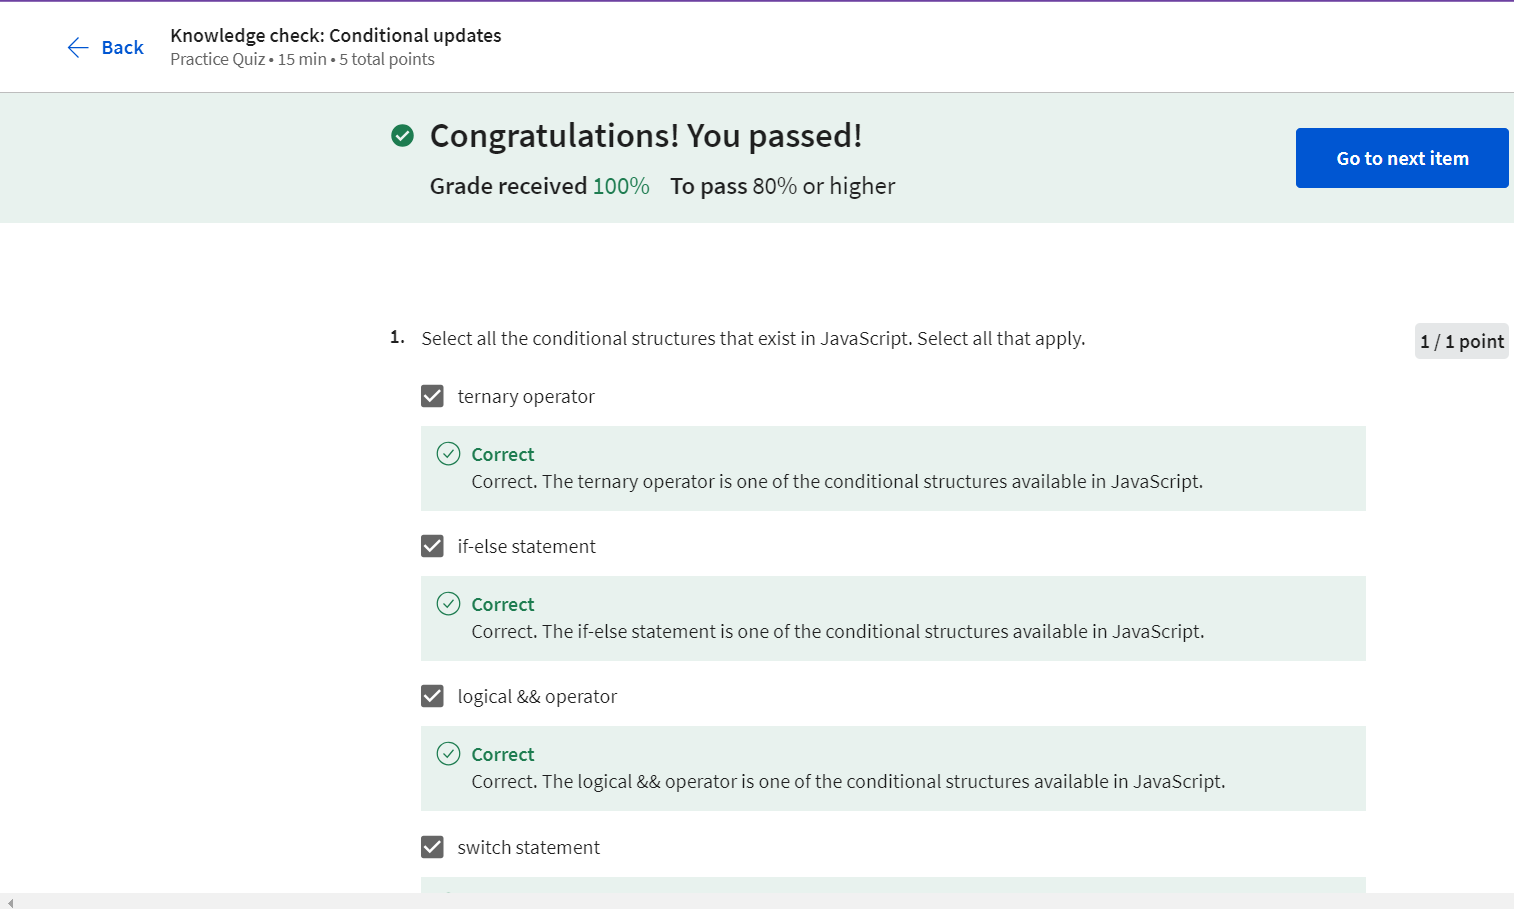 Back
Knowledge check: Conditional updates
Practice Quiz • 15 min • 5 total points
Congratulations! You passed!
Grade received 100% To pass 80% or higher
Go to next item
1. Select all the conditional structures that exist in JavaScript. Select all that apply.
1 / 1 point
ternary operator
Correct
Correct. The ternary operator is one of the conditional structures available in JavaScript.
if-else statement
Correct
Correct. The if-else statement is one of the conditional structures available in JavaScript.
logical && operator
Correct
Correct. The logical && operator is one of the conditional structures available in JavaScript.
switch statement